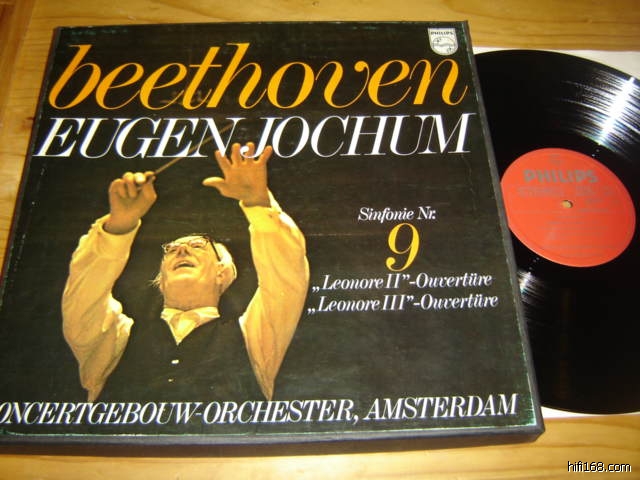 PHILIPS
beethoven
EUGEN JOCHUM
Sinfonie Nr.
9
„Leonore II”-Ouvertüre
„Leonore III”-Ouvertüre
ONCERTGEBOUW-ORCHESTER, AMSTERDAM
PHILIPS
hifi168.com